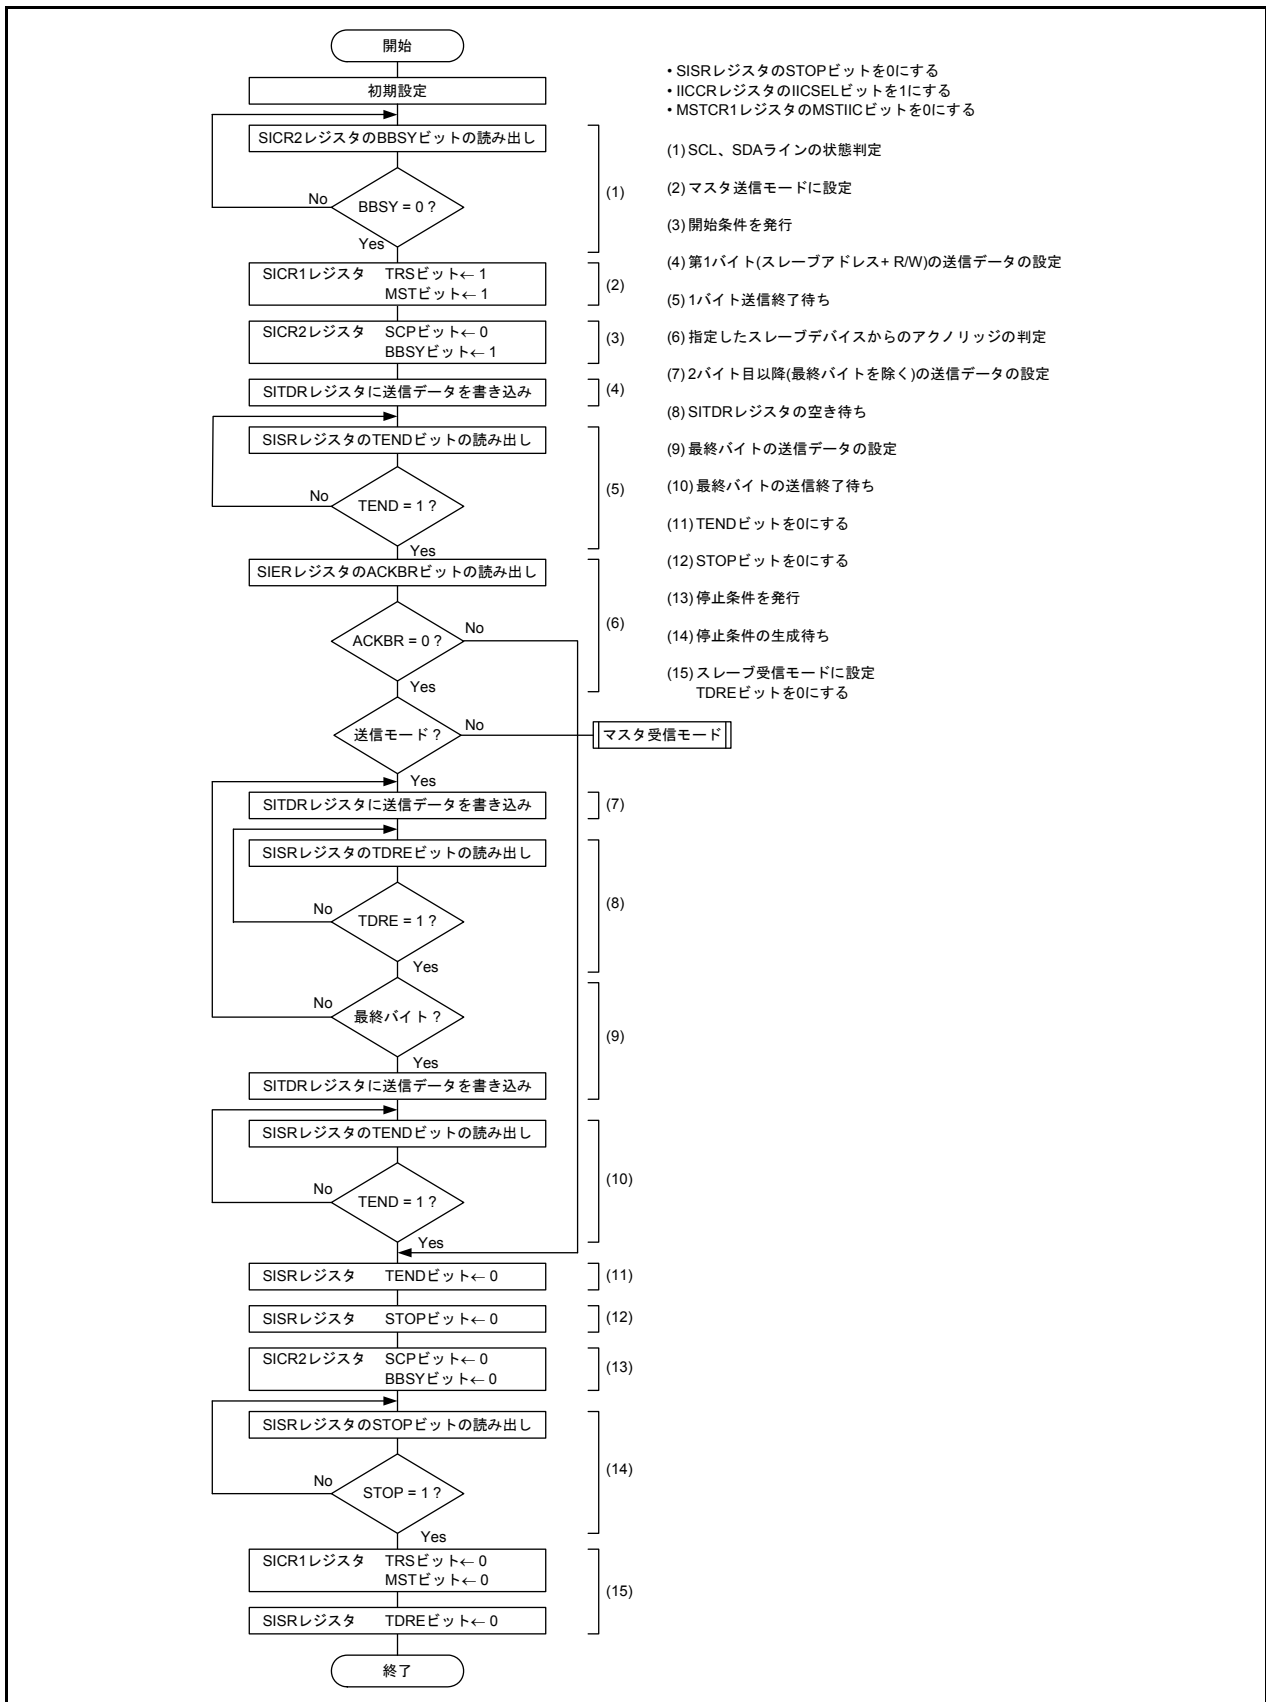 開始
初期設定
SICR2レジスタのBBSYビットの読み出し
No
BBSY = 0 ?
Yes
(1)
SICR1レジスタ TRSビット← 1
MSTビット← 1
(2)
SICR2レジスタ SCPビット← 0
BBSYビット← 1
(3)
SITDRレジスタに送信データを書き込み
(4)
SISRレジスタのTENDビットの読み出し
No
TEND = 1 ?
Yes
(5)
SIERレジスタのACKBRビットの読み出し
ACKBR = 0 ?
No
Yes
(6)
送信モード ?
No
マスタ受信モード
Yes
SITDRレジスタに送信データを書き込み
(7)
SISRレジスタのTDREビットの読み出し
No
TDRE = 1 ?
Yes
(8)
No
最終バイト ?
Yes
SITDRレジスタに送信データを書き込み
(9)
SISRレジスタのTENDビットの読み出し
No
TEND = 1 ?
Yes
(10)
SISRレジスタ TENDビット← 0
(11)
SISRレジスタ STOPビット← 0
(12)
SICR2レジスタ SCPビット← 0
BBSYビット← 0
(13)
SISRレジスタのSTOPビットの読み出し
No
STOP = 1 ?
Yes
(14)
SICR1レジスタ TRSビット← 0
MSTビット← 0
SISRレジスタ TDREビット← 0
(15)
終了
• SISRレジスタのSTOPビットを0にする
• IICCRレジスタのIICSELビットを1にする
• MSTCR1レジスタのMSTIICビットを0にする
(1) SCL、SDAラインの状態判定
(2) マスタ送信モードに設定
(3) 開始条件を発行
(4) 第1バイト(スレーブアドレス+ R/W)の送信データの設定
(5) 1バイト送信終了待ち
(6) 指定したスレーブデバイスからのアクノリッジの判定
(7) 2バイト目以降(最終バイトを除く)の送信データの設定
(8) SITDRレジスタの空き待ち
(9) 最終バイトの送信データの設定
(10) 最終バイトの送信終了待ち
(11) TENDビットを0にする
(12) STOPビットを0にする
(13) 停止条件を発行
(14) 停止条件の生成待ち
(15) スレーブ受信モードに設定
TDREビットを0にする